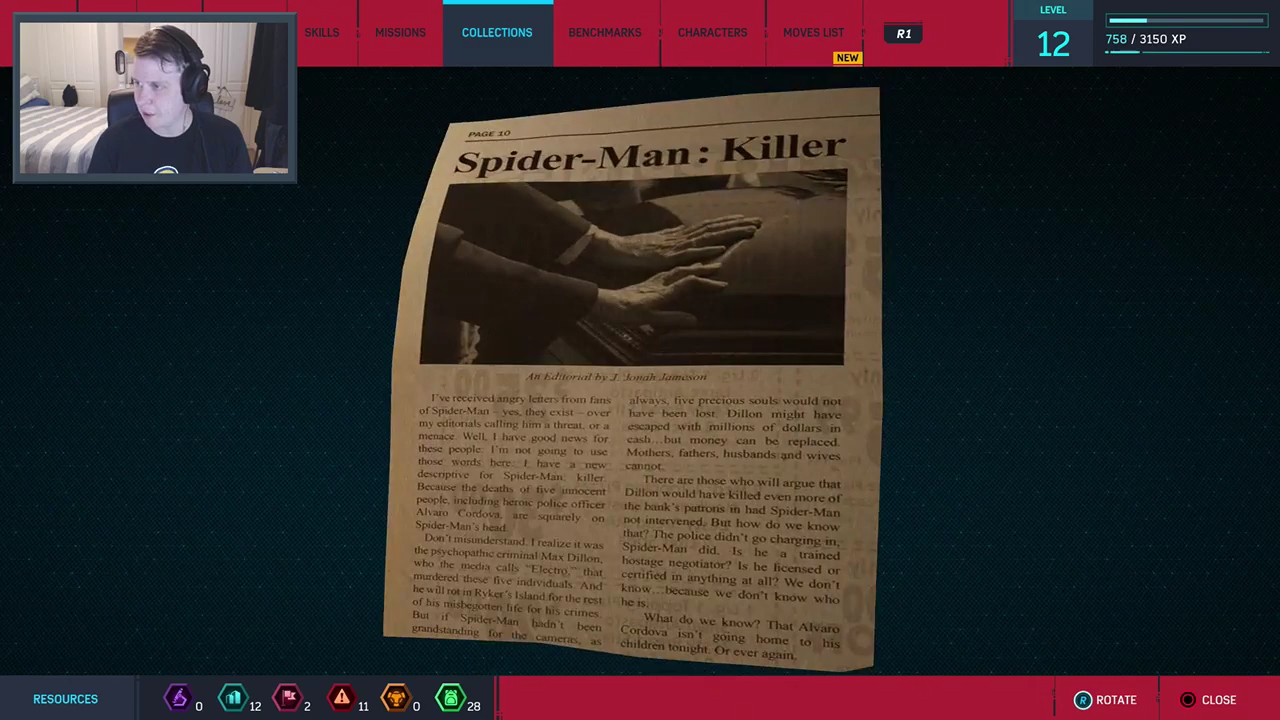 SKILLS
MISSIONS
COLLECTIONS
BENCHMARKS
CHARACTERS
MOVES LIST
R1
NEW
LEVEL
12
758 / 3150 XP
PAGE 10
Spider-Man: Killer
An Editorial by J. Jonah Jameson
I've received angry letters from fans
of Spider-Man – yes, they exist – over
my editorials calling him a threat, or a
menace. Well, I have good news for
these people. I'm not going to use
those words here. I have a new
descriptive for Spider-Man: killer.
Because the deaths of five innocent
people, including heroic police officer
Alvaro Cordova, are squarely on
Spider-Man's head.
Don't misunderstand. I realize it was
the psychopathic criminal Max Dillon,
who the media calls "Electro," that
murdered these five individuals. And
he will rot in Ryker's Island for the rest
of his misbegotten life for his crimes.
But if Spider-Man hadn't been
grandstanding for the cameras, as
always, five precious souls would not
have been lost. Dillon might have
escaped with millions of dollars in
cash...but money can be replaced.
Mothers, fathers, husbands and wives
cannot.
There are those who will argue that
Dillon would have killed even more of
the bank's patrons in had Spider-Man
not intervened. But how do we know
that? The police didn't go charging in,
Spider-Man did. Is he a trained
hostage negotiator? Is he licensed or
certified in anything at all? We don't
know...because we don't know who
he is.
What do we know? That Alvaro
Cordova isn't going home to his
children tonight. Or ever again.
RESOURCES
0
12
2
11
0
28
R ROTATE
CLOSE